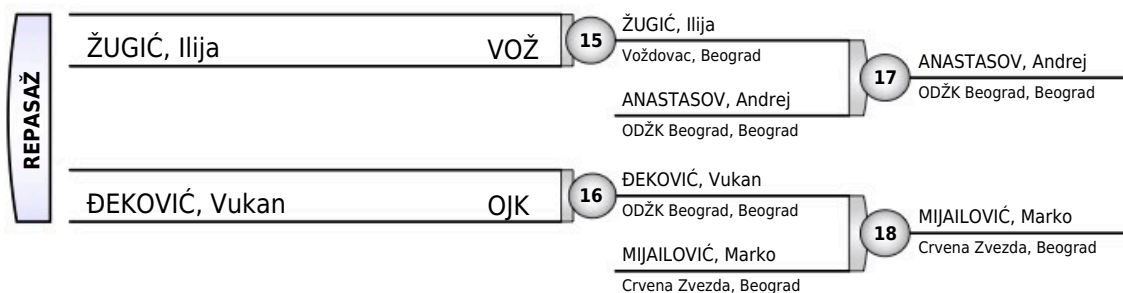 REPASAŽ
ŽUGIĆ, Ilija VOŽ
15
ŽUGIĆ, Ilija
Voždovac, Beograd
ANASTASOV, Andrej
ODŽK Beograd, Beograd
17
ANASTASOV, Andrej
ODŽK Beograd, Beograd
ĐEKOVIĆ, Vukan OJK
16
ĐEKOVIĆ, Vukan
ODŽK Beograd, Beograd
MIJAILOVIĆ, Marko
Crvena Zvezda, Beograd
18
MIJAILOVIĆ, Marko
Crvena Zvezda, Beograd